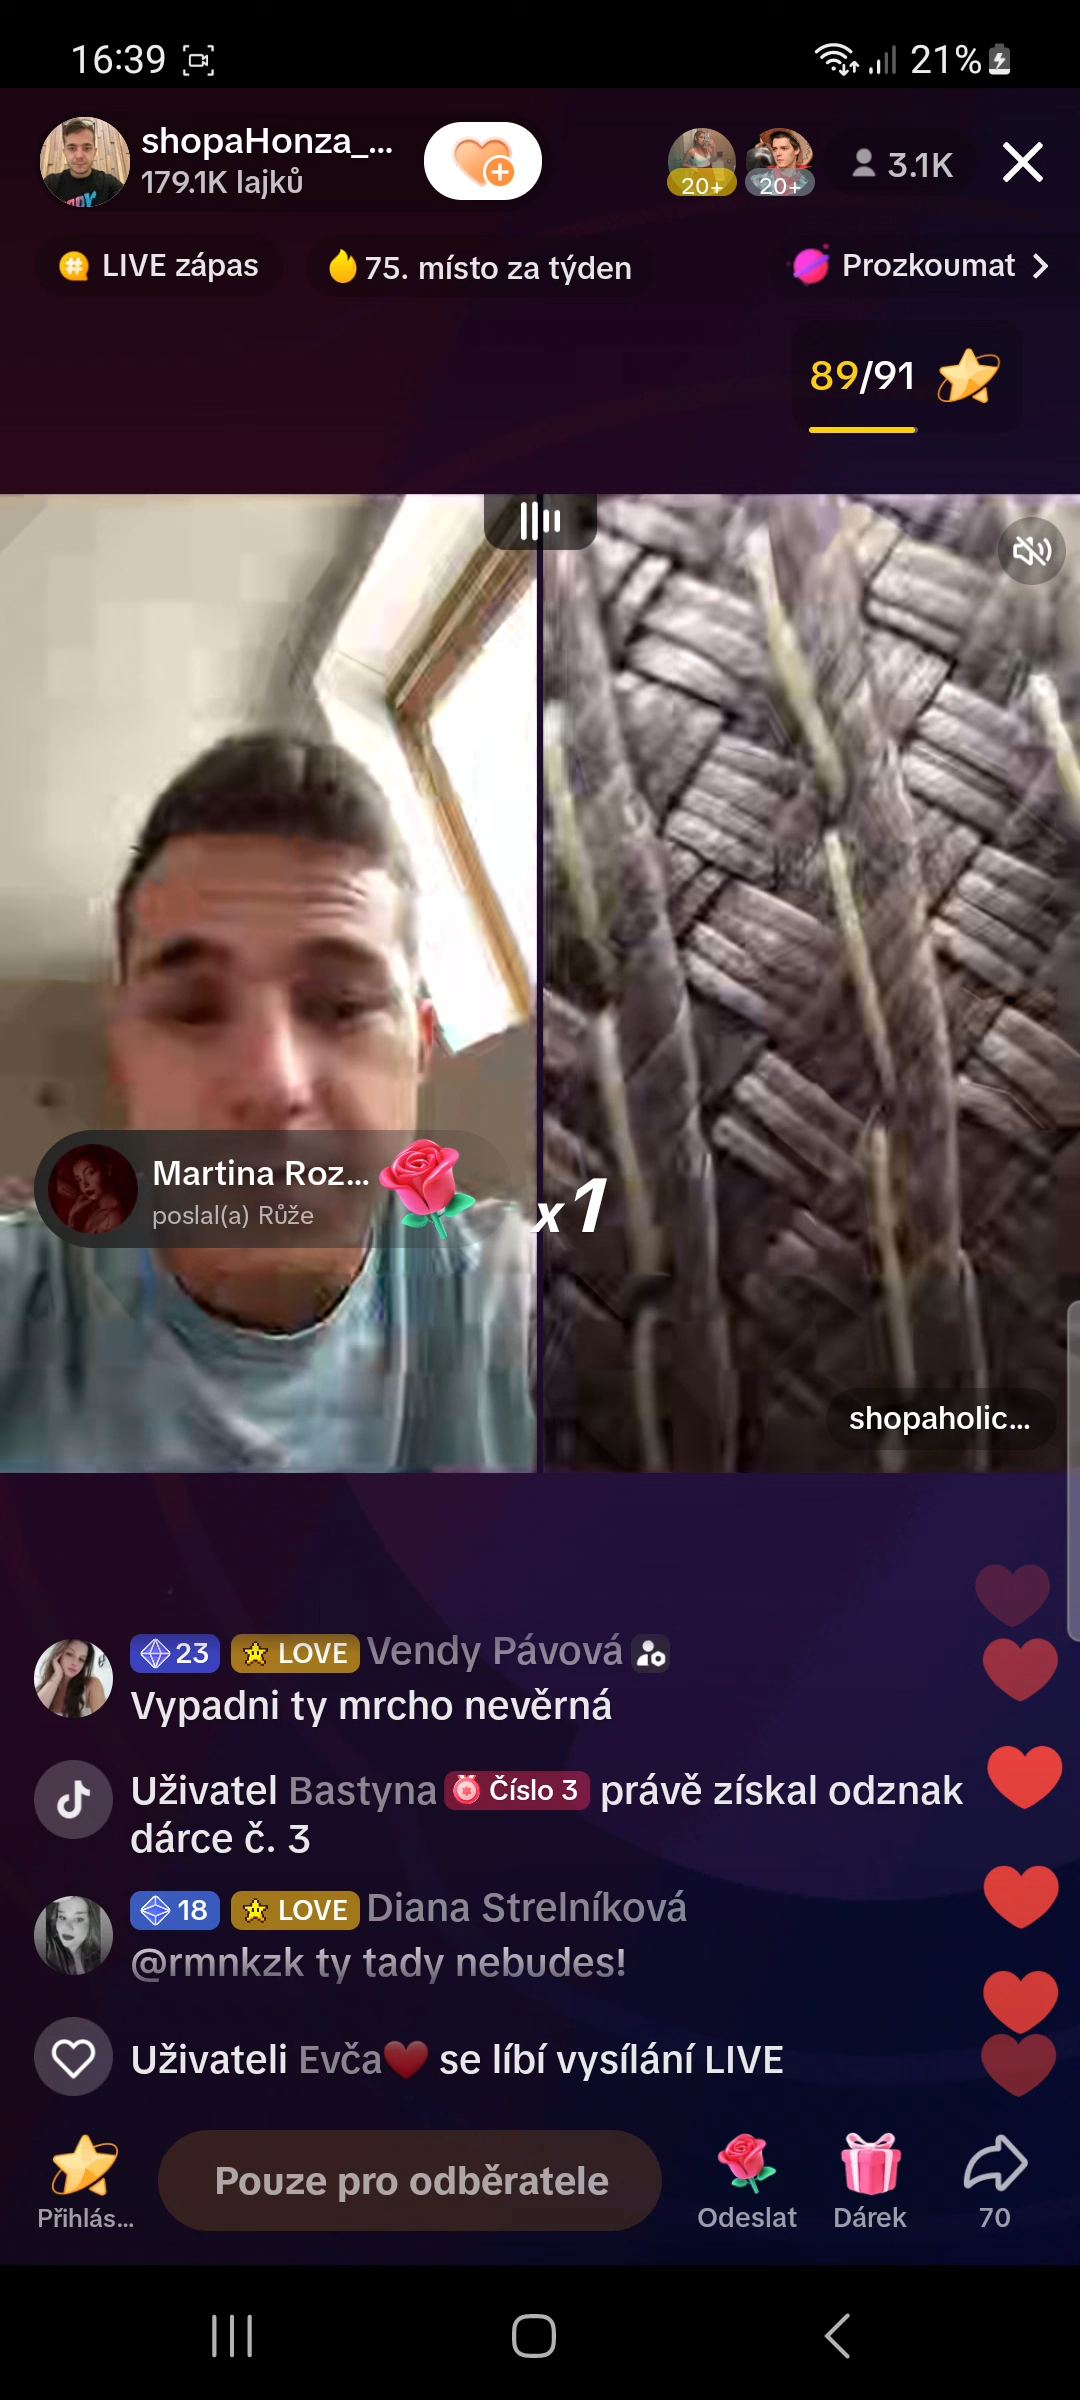 16:39 21%
shopaHonza_...
179.1K lajků
20+ 20+ 3.1K
LIVE zápas 75. místo za týden Prozkoumat
89/91
Martina Roz...
poslal(a) Růže
x1
shopaholic...
23 LOVE Vendy Pávová
Vypadni ty mrcho nevěrná
Uživatel Bastyna Číslo 3 právě získal odznak
dárce č. 3
18 LOVE Diana Strelníková
@rmnkzk ty tady nebudes!
Uživateli Evča se líbí vysílání LIVE
Přihlás... Pouze pro odběratele Odeslat Dárek 70